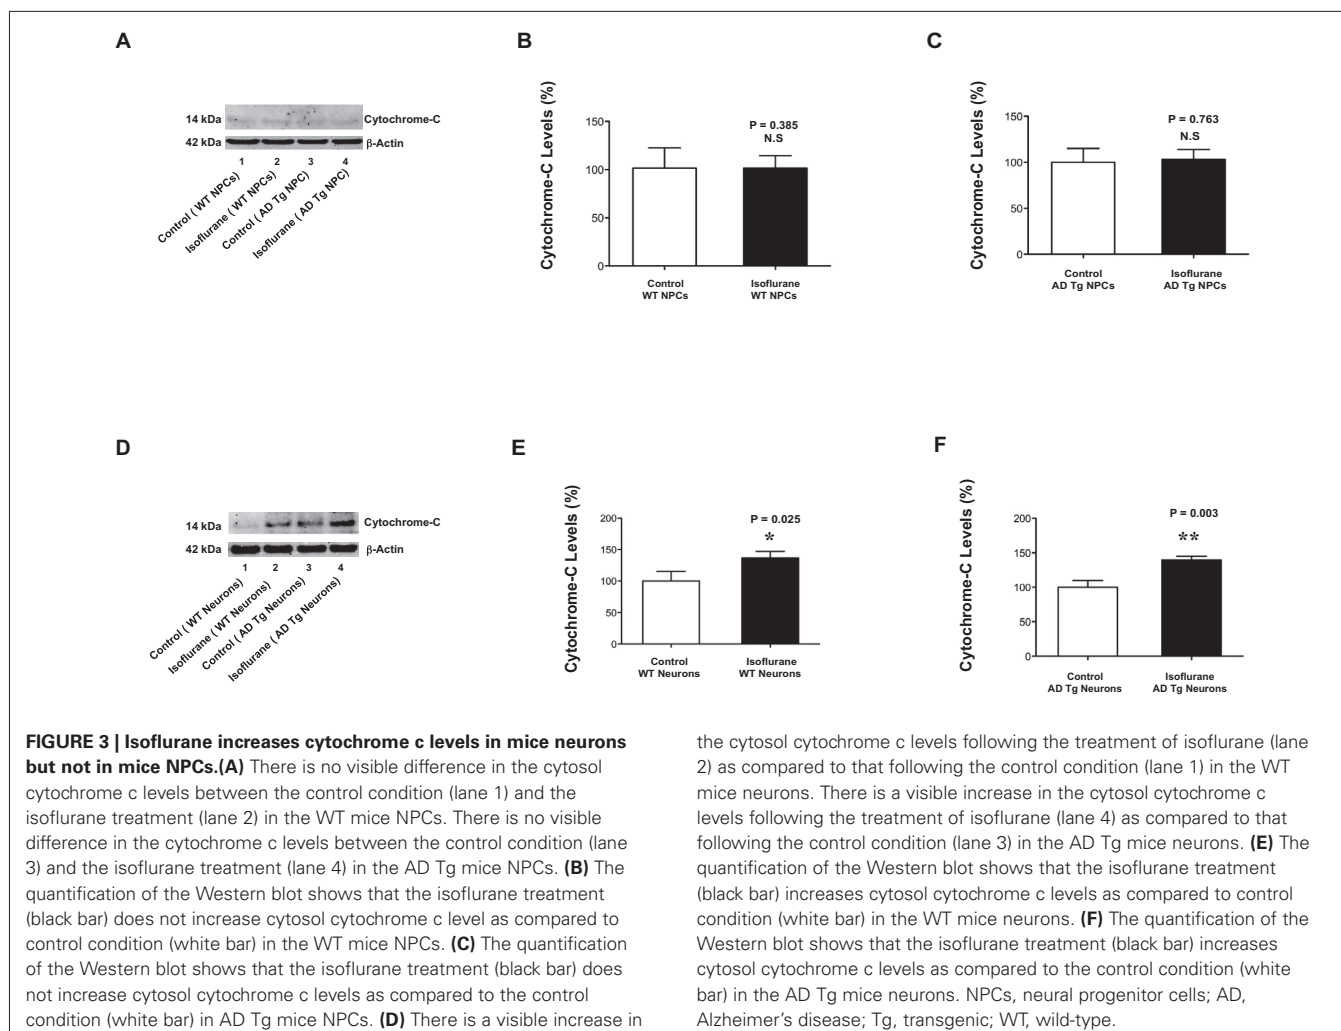 A
14 kDa
Cytochrome-C
42 kDa
β-Actin
1 2 3 4
Control ( WT NPCs)
Isoflurane ( WT NPCs)
Control ( AD Tg NPC)
Isoflurane ( AD Tg NPC)
B
Cytochrome-C Levels (%)
150
100
50
0
P = 0.385
N.S
Control
WT NPCs
Isoflurane
WT NPCs
C
Cytochrome-C Levels (%)
150
100
50
0
P = 0.763
N.S
Control
AD Tg NPCs
Isoflurane
AD Tg NPCs
D
14 kDa
Cytochrome-C
42 kDa
β-Actin
1 2 3 4
Control ( WT Neurons)
Isoflurane ( WT Neurons)
Control ( AD Tg Neurons)
Isoflurane ( AD Tg Neurons)
E
Cytochrome-C Levels (%)
200
150
100
50
0
P = 0.025
*
Control
WT Neurons
Isoflurane
WT Neurons
F
Cytochrome-C Levels (%)
200
150
100
50
0
P = 0.003
**
Control
AD Tg Neurons
Isoflurane
AD Tg Neurons
FIGURE 3 | Isoflurane increases cytochrome c levels in mice neurons
but not in mice NPCs.(A) There is no visible difference in the cytosol
cytochrome c levels between the control condition (lane 1) and the
isoflurane treatment (lane 2) in the WT mice NPCs. There is no visible
difference in the cytochrome c levels between the control condition (lane
3) and the isoflurane treatment (lane 4) in the AD Tg mice NPCs. (B) The
quantification of the Western blot shows that the isoflurane treatment
(black bar) does not increase cytosol cytochrome c level as compared to
control condition (white bar) in the WT mice NPCs. (C) The quantification
of the Western blot shows that the isoflurane treatment (black bar) does
not increase cytosol cytochrome c levels as compared to the control
condition (white bar) in AD Tg mice NPCs. (D) There is a visible increase in
the cytosol cytochrome c levels following the treatment of isoflurane (lane
2) as compared to that following the control condition (lane 1) in the WT
mice neurons. There is a visible increase in the cytosol cytochrome c
levels following the treatment of isoflurane (lane 4) as compared to that
following the control condition (lane 3) in the AD Tg mice neurons. (E) The
quantification of the Western blot shows that the isoflurane treatment
(black bar) increases cytosol cytochrome c levels as compared to control
condition (white bar) in the WT mice neurons. (F) The quantification of the
Western blot shows that the isoflurane treatment (black bar) increases
cytosol cytochrome c levels as compared to the control condition (white
bar) in the AD Tg mice neurons. NPCs, neural progenitor cells; AD,
Alzheimer's disease; Tg, transgenic; WT, wild-type.